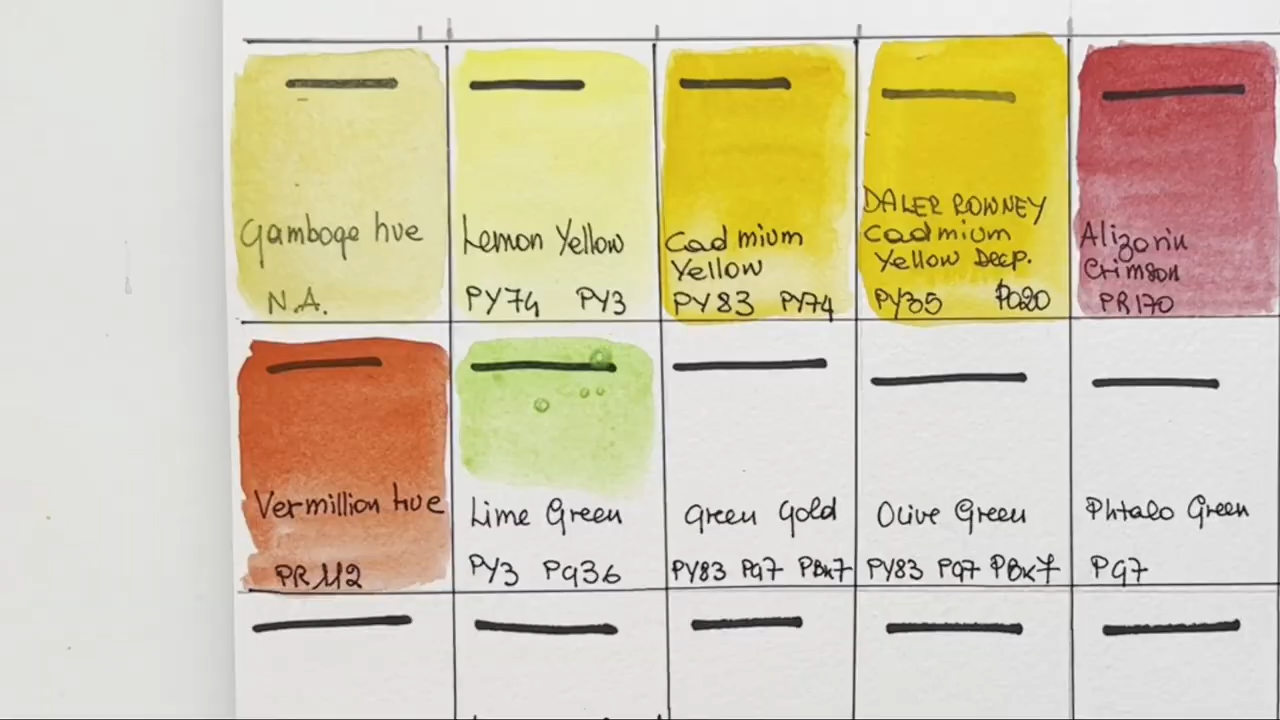 Gamboge hue
N.A.
Lemon Yellow
PY74 PY3
Cadmium
Yellow
PY83 PY74
DALER ROWNEY
Cadmium
Yellow Deep.
PY35 PO20
Alizarin
Crimson
PR170
Vermillion hue
PR112
Lime Green
PY3 PG36
Green Gold
PY83 PG7 PBk7
Olive Green
PY83 PG7 PBk7
Phtalo Green
PG7